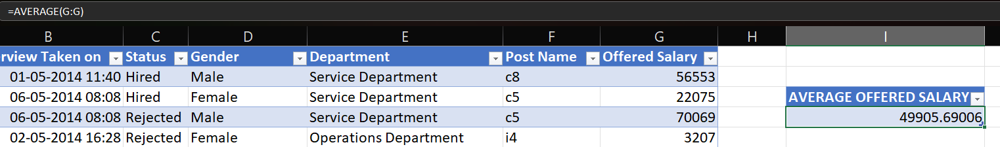 =AVERAGE(G:G)
B C D E F G H I
rview Taken on Status Gender Department Post Name Offered Salary
01-05-2014 11:40 Hired Male Service Department c8 56553
06-05-2014 08:08 Hired Female Service Department c5 22075 AVERAGE OFFERED SALARY
06-05-2014 08:08 Rejected Male Service Department c5 70069 49905.69006
02-05-2014 16:28 Rejected Female Operations Department i4 3207